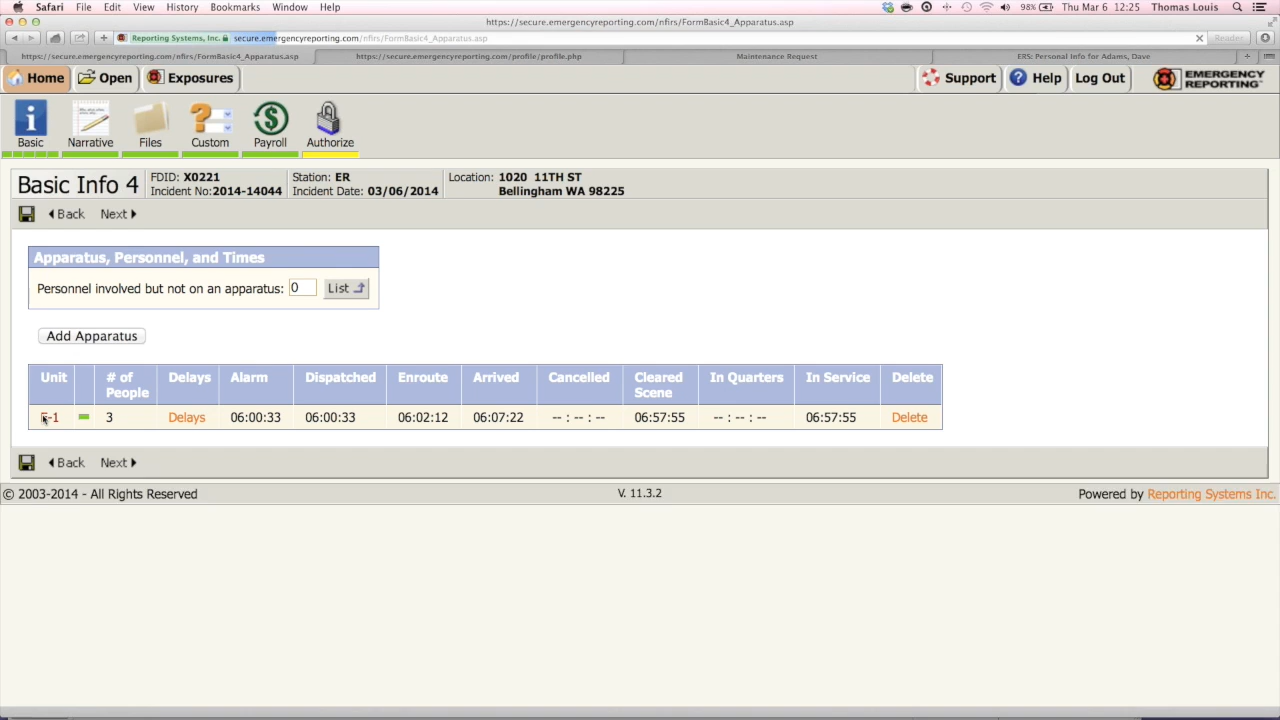 Safari File Edit View History Bookmarks Window Help 98% Thu Mar 6 12:25 Thomas Louis
https://secure.emergencyreporting.com/nfirs/FormBasic4_Apparatus.asp
Reporting Systems, Inc. secure.emergencyreporting.com/nfirs/FormBasic4_Apparatus.asp Reader
https://secure.emergencyreporting.com/nfirs/FormBasic4_Apparatus.asp https://secure.emergencyreporting.com/profile/profile.php Maintenance Request ERS: Personal Info for Adams, Dave
Home Open Exposures Support Help Log Out EMERGENCY REPORTING
Basic Narrative Files Custom Payroll Authorize
Basic Info 4
FDID: X0221
Incident No:2014-14044
Station: ER
Incident Date: 03/06/2014
Location: 1020 11TH ST
Bellingham WA 98225
Back Next
Apparatus, Personnel, and Times
Personnel involved but not on an apparatus: 0 List
Add Apparatus
Unit # of People Delays Alarm Dispatched Enroute Arrived Cancelled Cleared Scene In Quarters In Service Delete
-1 3 Delays 06:00:33 06:00:33 06:02:12 06:07:22 -- : -- : -- 06:57:55 -- : -- : -- 06:57:55 Delete
Back Next
© 2003-2014 - All Rights Reserved V. 11.3.2 Powered by Reporting Systems Inc.